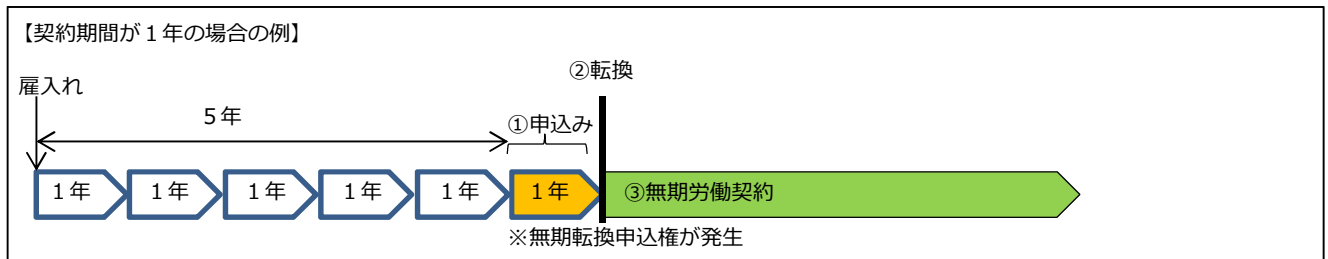 【契約期間が１年の場合の例】
②転換
雇入れ
５年
①申込み
１年
１年
１年
１年
１年
１年
③無期労働契約
※無期転換申込権が発生